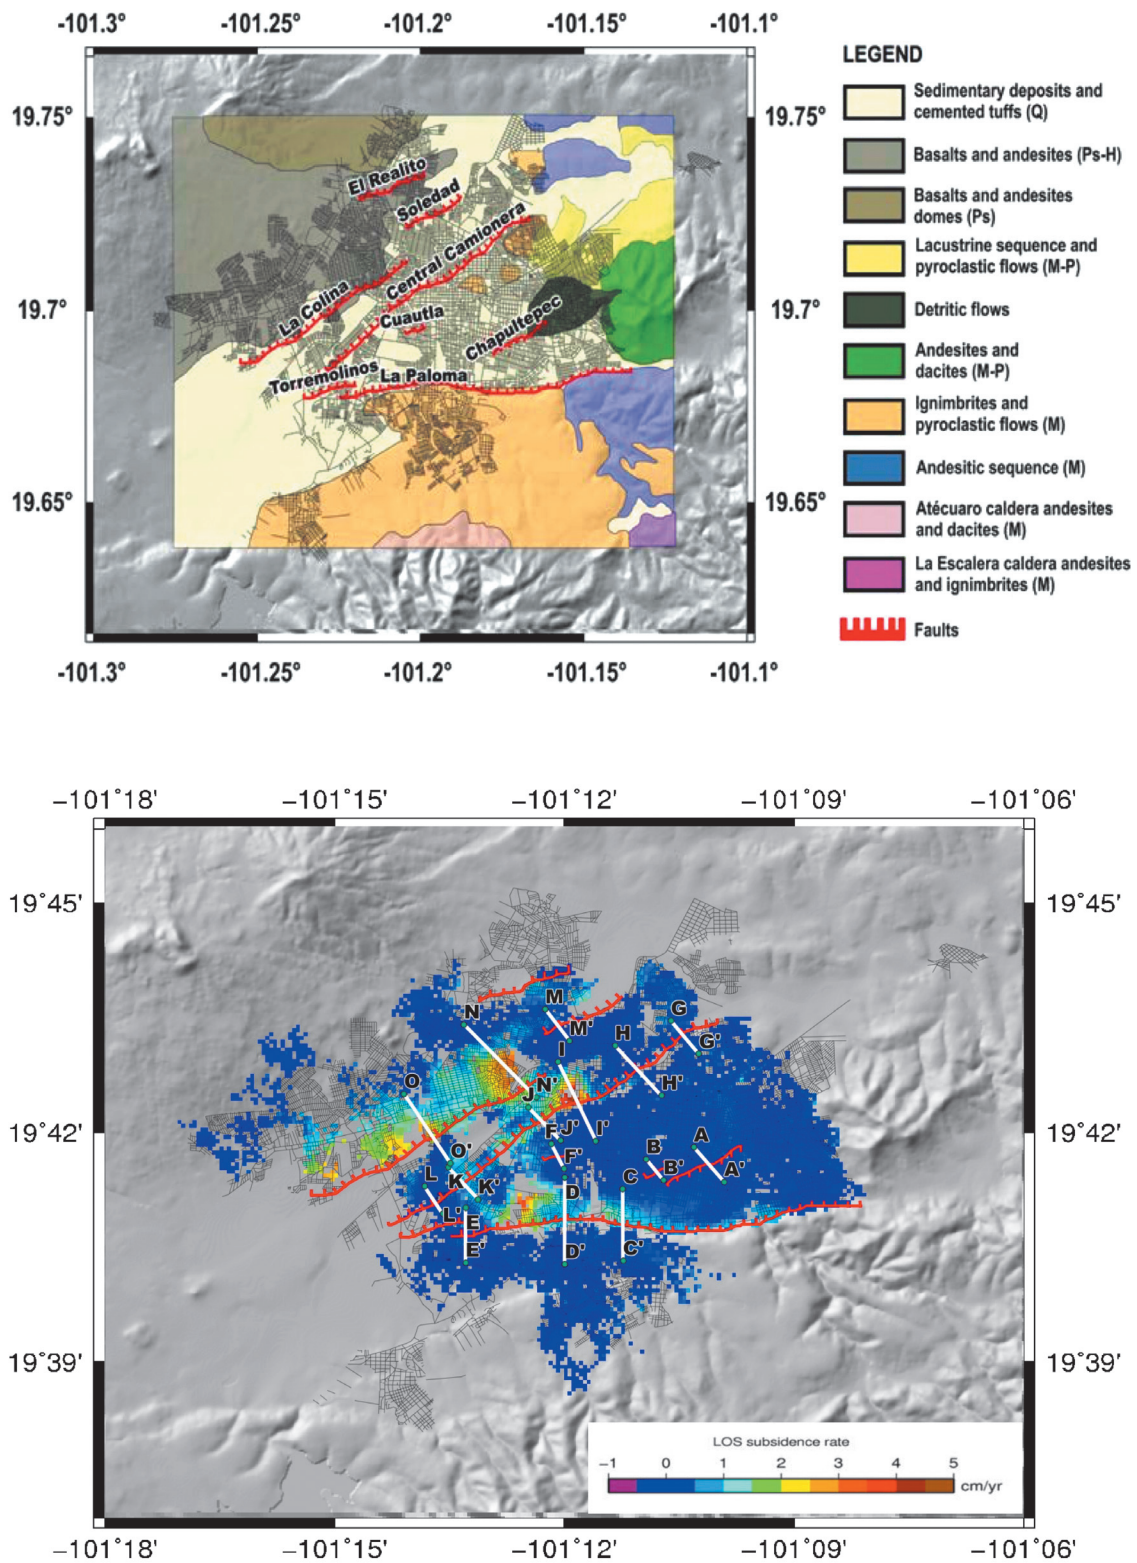 -101.3° -101.25° -101.2° -101.15° -101.1°
LEGEND
Sedimentary deposits and
cemented tuffs (Q)
19.75° 19.75°
Basalts and andesites (Ps-H)
El Realito
Soledad
Basalts and andesites
domes (Ps)
Central Camionera
Lacustrine sequence and
pyroclastic flows (M-P)
La Colina
19.7° 19.7°
Detritic flows
Cuautla
Chapultepec
Andesites and
dacites (M-P)
Torremolinos
La Paloma
Ignimbrites and
pyroclastic flows (M)
Andesitic sequence (M)
19.65° 19.65°
Atécuaro caldera andesites
and dacites (M)
La Escalera caldera andesites
and ignimbrites (M)
Faults
-101.3° -101.25° -101.2° -101.15° -101.1°
−101˚18' −101˚15' −101˚12' −101˚09' −101˚06'
19˚45' 19˚45'
N M G
M' H G'
I
O J N' H'
19˚42' F J' I' A 19˚42'
O' F' B
L K K' D C B' A'
L' E
E' D' C'
19˚39' 19˚39'
LOS subsidence rate
−1 0 1 2 3 4 5
cm/yr
−101˚18' −101˚15' −101˚12' −101˚09' −101˚06'